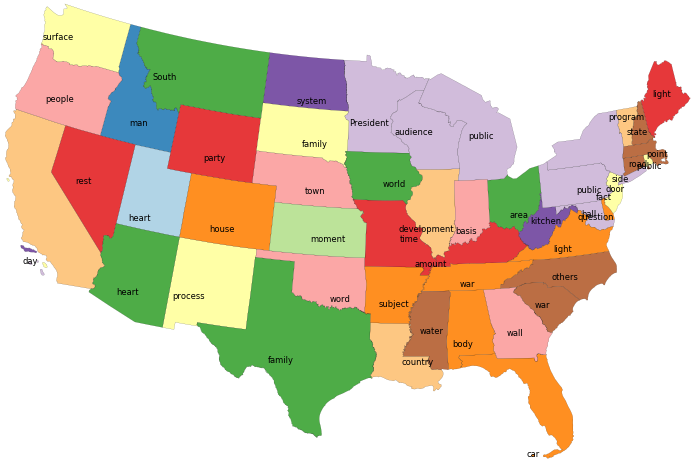 surface
South
people
man
system
President
audience
public
light
program
state
point
road
public
family
party
town
world
rest
heart
house
moment
development
time
basis
area
kitchen
public
side
door
fact
hall
question
light
amount
others
heart
process
word
subject
war
war
water
body
wall
country
family
day
car